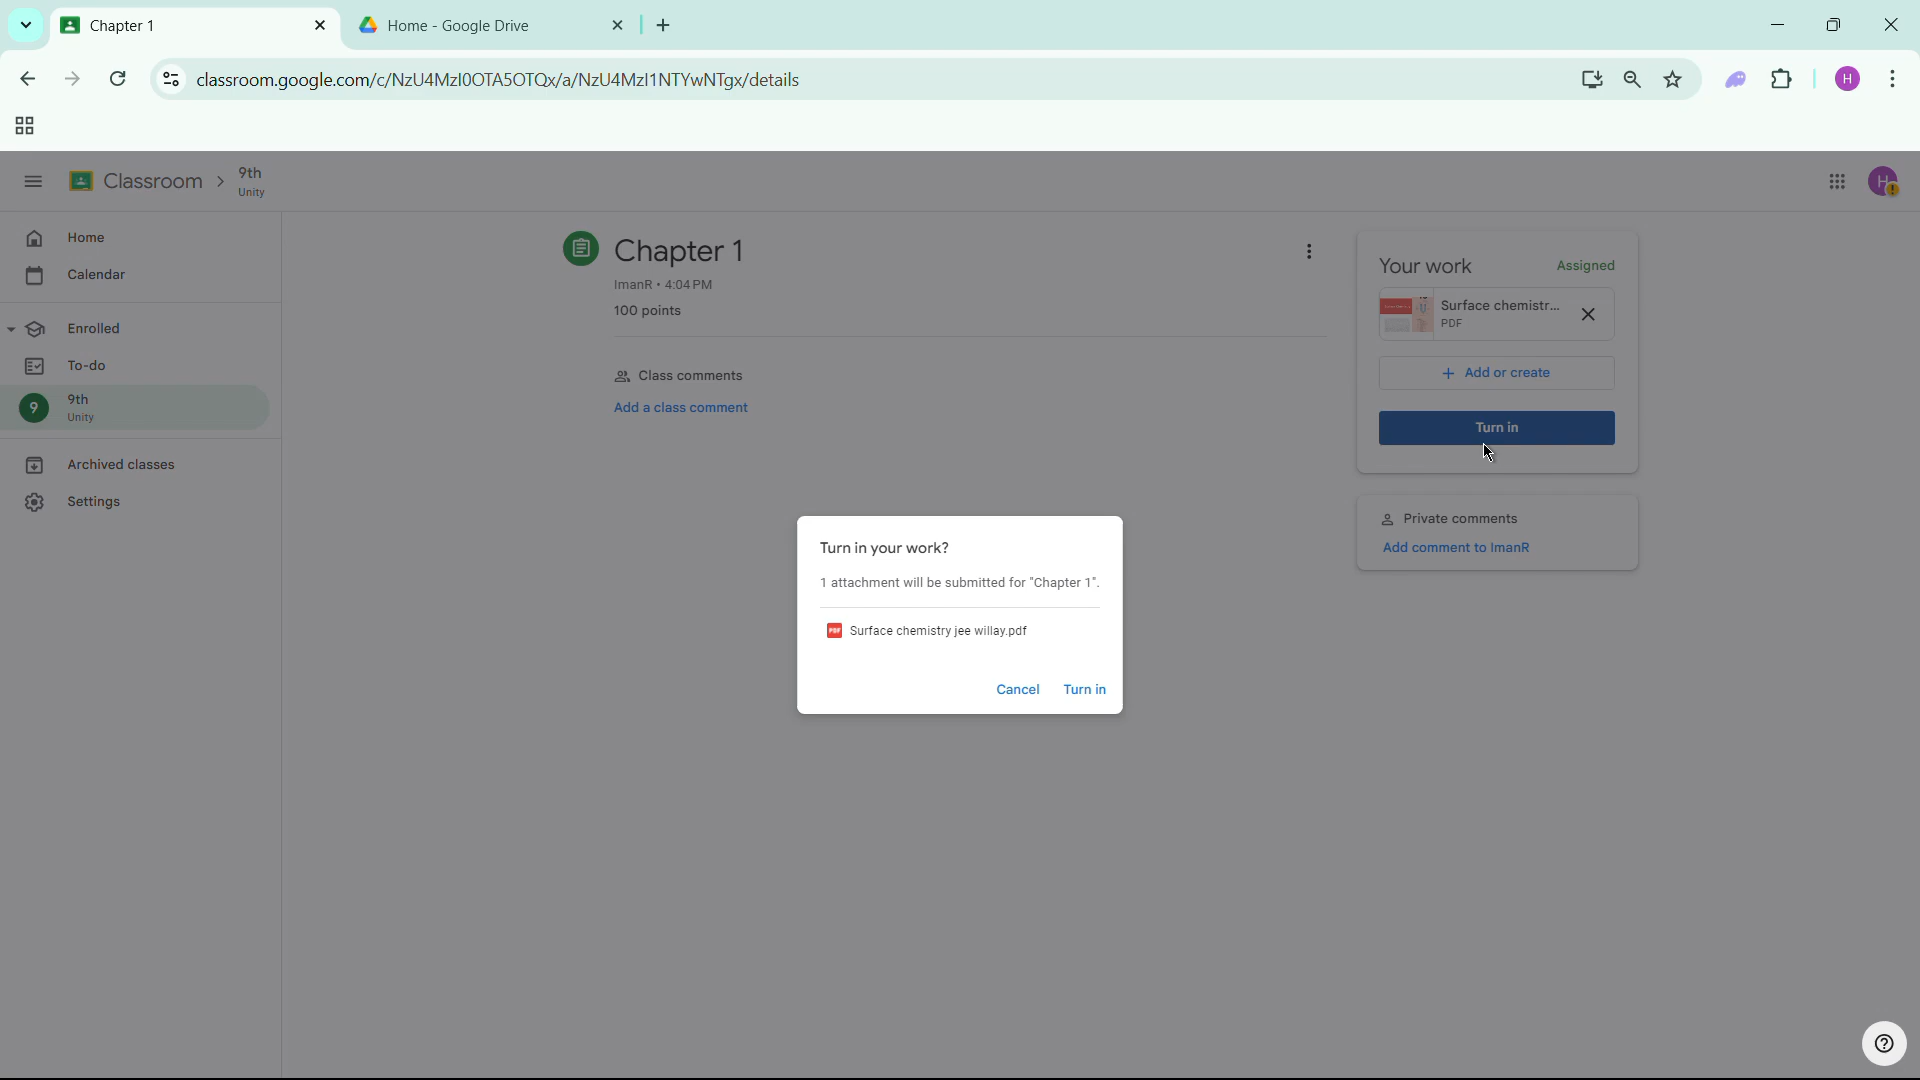 Chapter 1
Home - Google Drive
classroom.google.com/c/NzU4MzI0OTA5OTQx/a/NzU4MzI1NTYwNTgx/details
H
Classroom
9th
Unity
H
Home
Calendar
Enrolled
To-do
9
9th
Unity
Archived classes
Settings
Chapter 1
ImanR • 4:04 PM
100 points
Class comments
Add a class comment
Your work
Assigned
Surface chemistr...
PDF
+ Add or create
Turn in
Private comments
Add comment to ImanR
Turn in your work?
1 attachment will be submitted for "Chapter 1".
PDF Surface chemistry jee willay.pdf
Cancel
Turn in